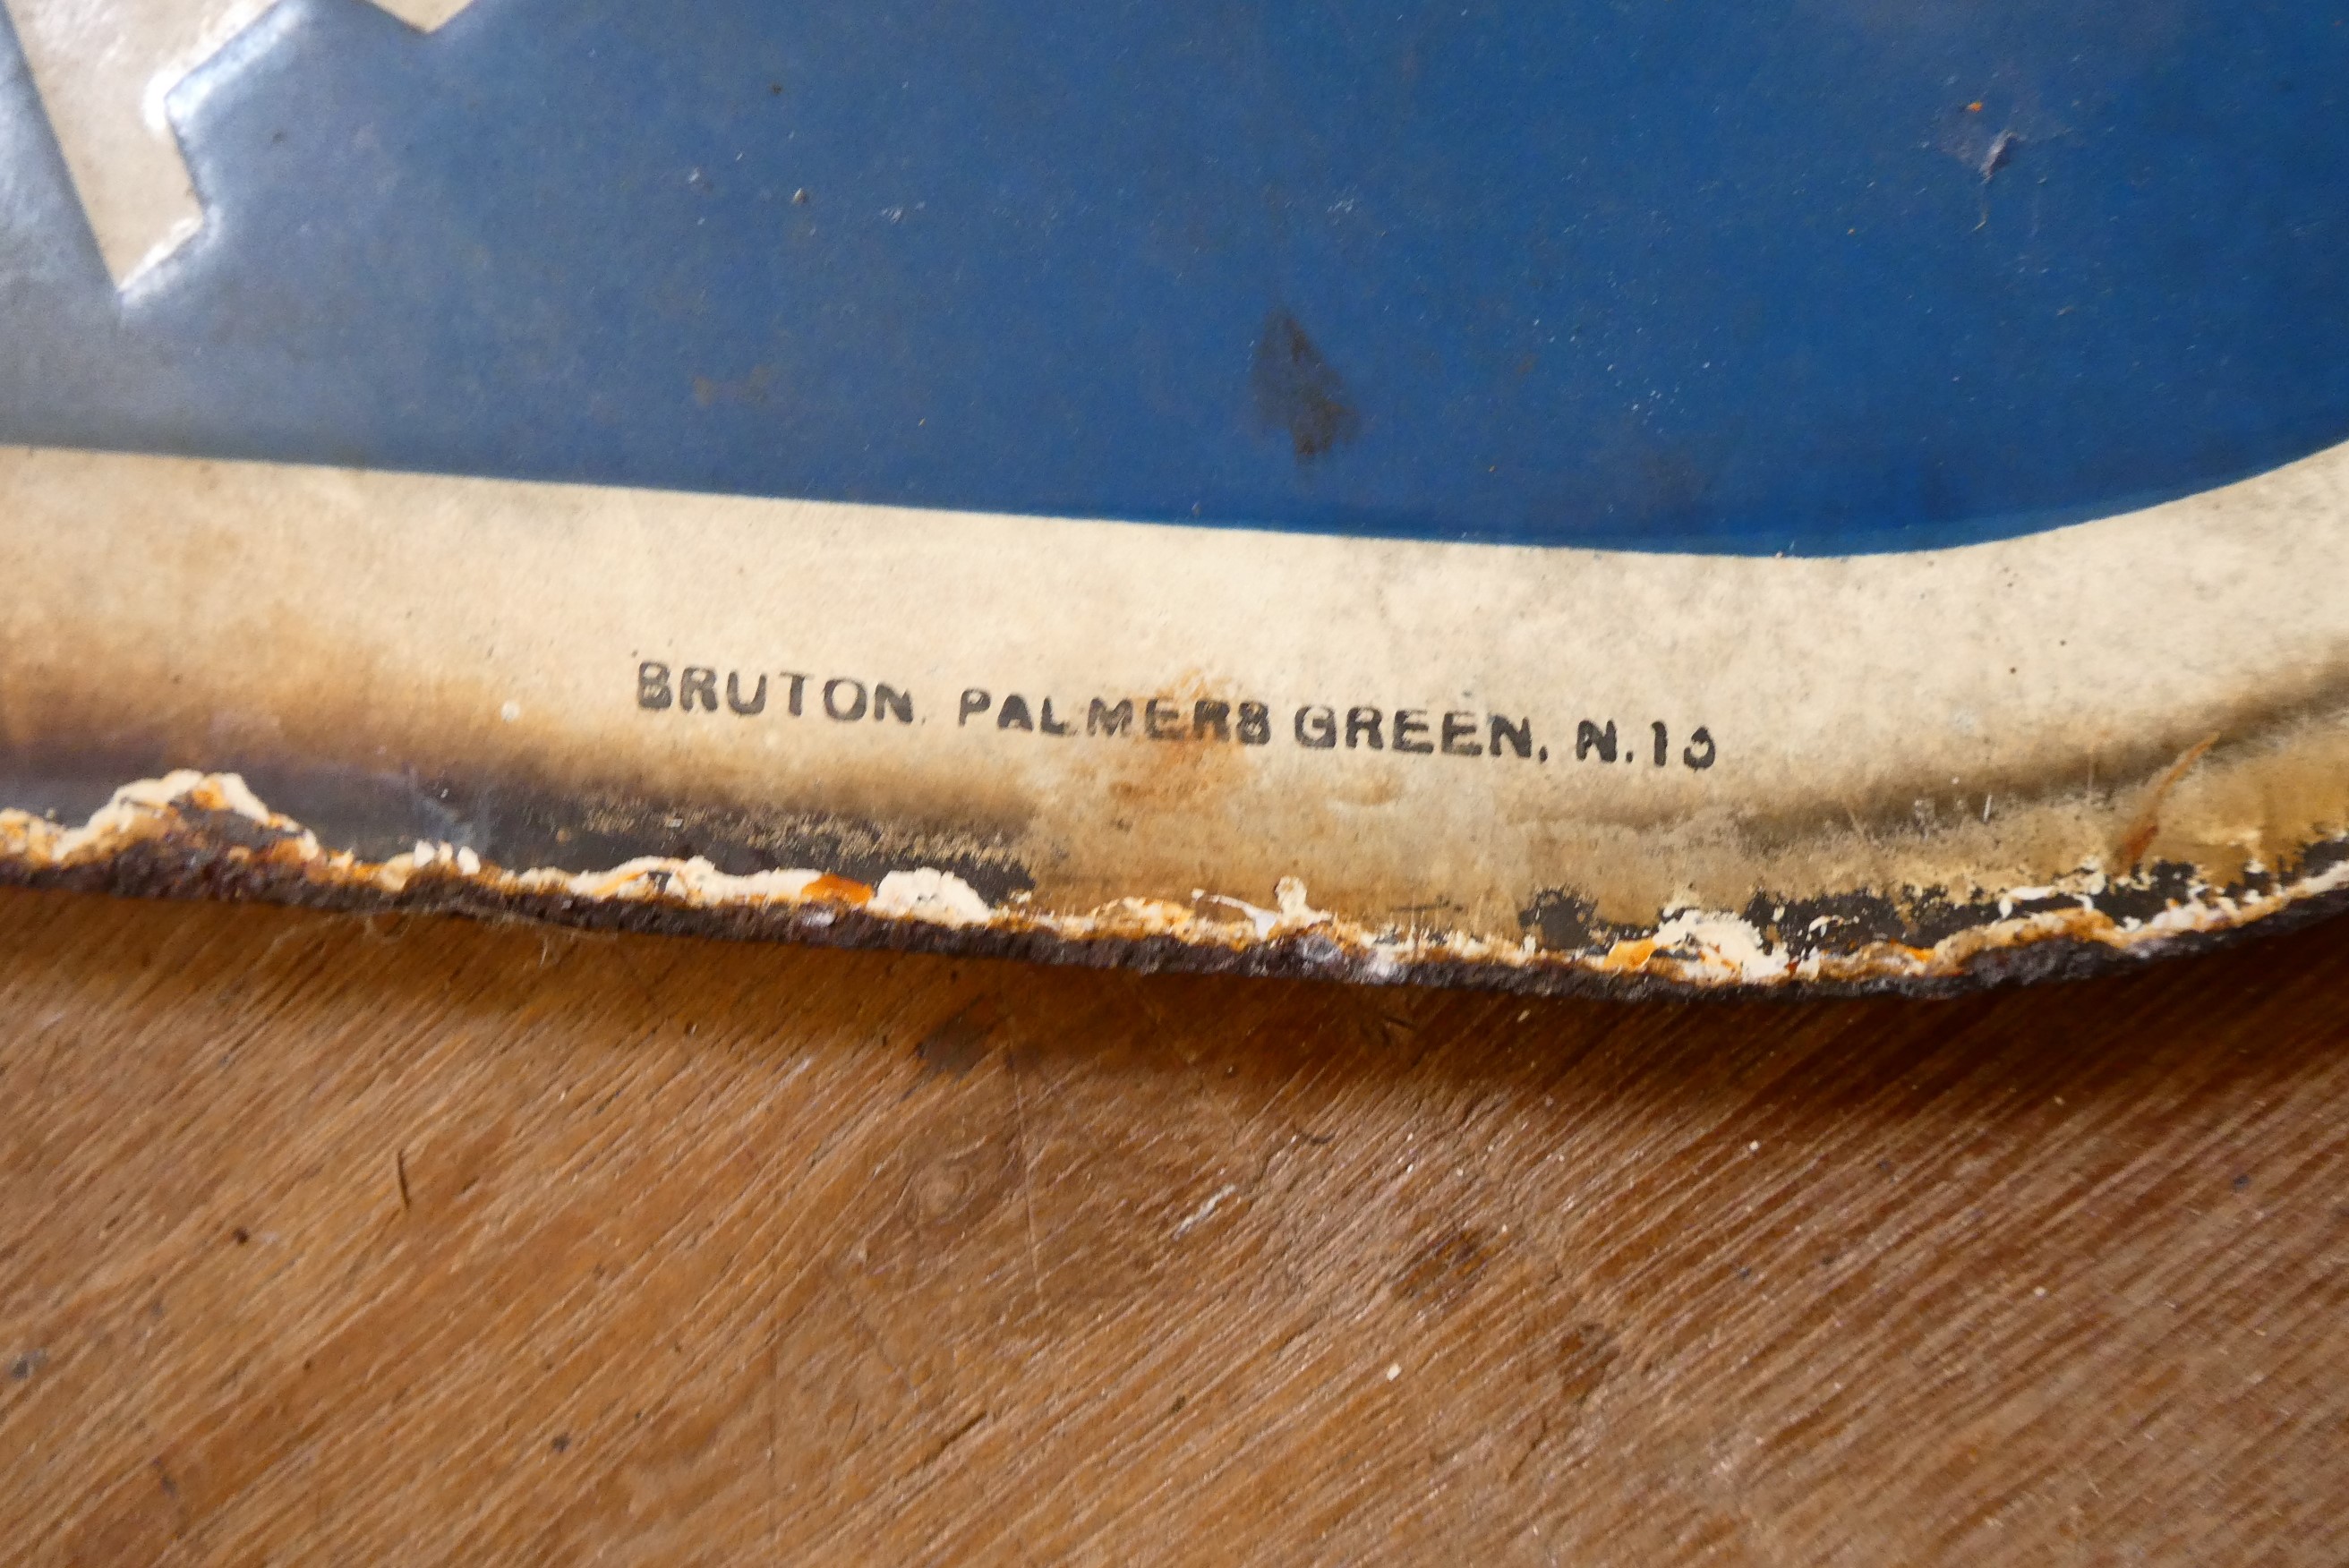 BRUTON, PALMERS GREEN, N.13